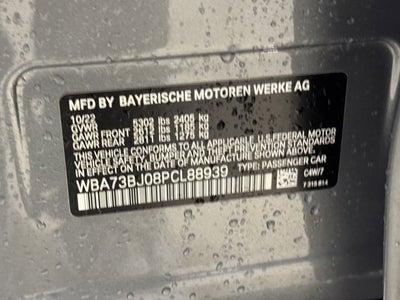 MFD BY BAYERISCHE MOTOREN WERKE AG
10/22
GVWR 5302 lbs 2405 kg
GAWR FRONT 2612 lbs 1185 kg
GAWR REAR 2811 lbs 1275 kg
THIS VEHICLE CONFORMS TO ALL APPLICABLE U.S. FEDERAL MOTOR
VEHICLE SAFETY, BUMPER, AND THEFT PREVENTION STANDARDS
IN EFFECT ON THE DATE OF MANUFACTURE SHOWN ABOVE.
WBA73BJ08PCL88939 TYPE: PASSENGER CAR
C4W/7
7 315 814